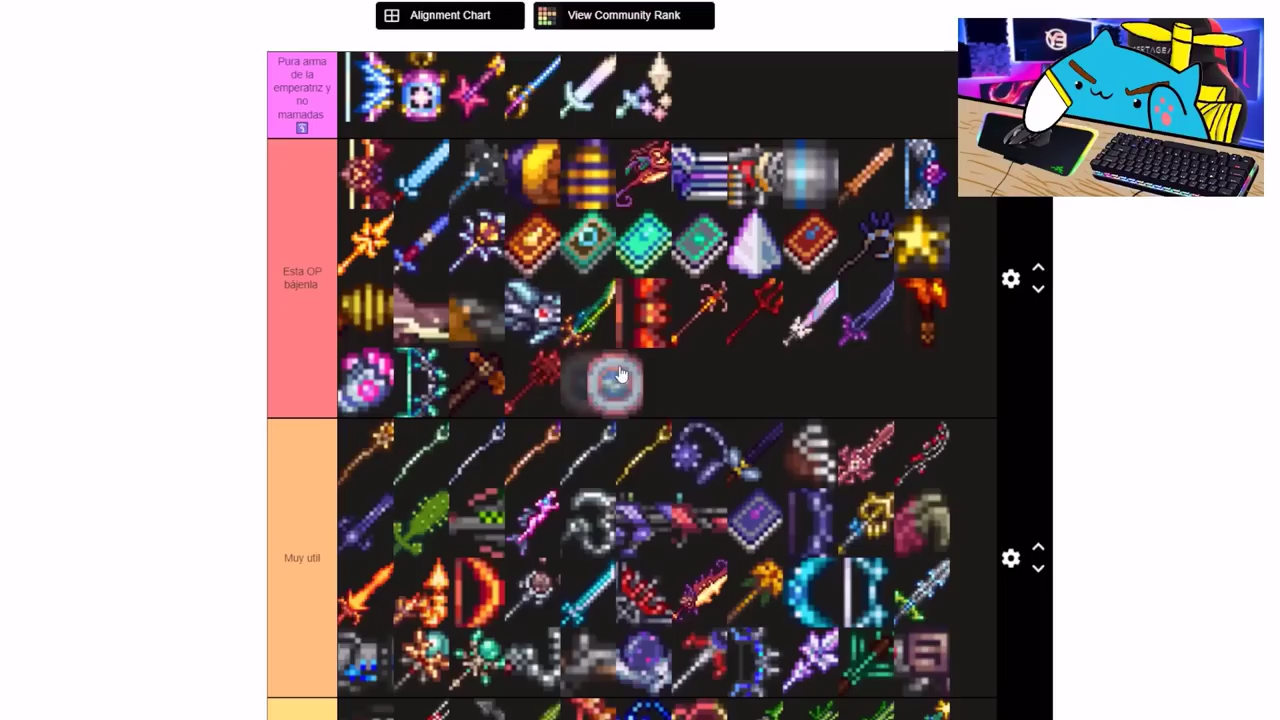 Alignment Chart
View Community Rank
Pura arma
de la
emperatriz y
no
mamadas
Esta OP
bájenla
Muy util